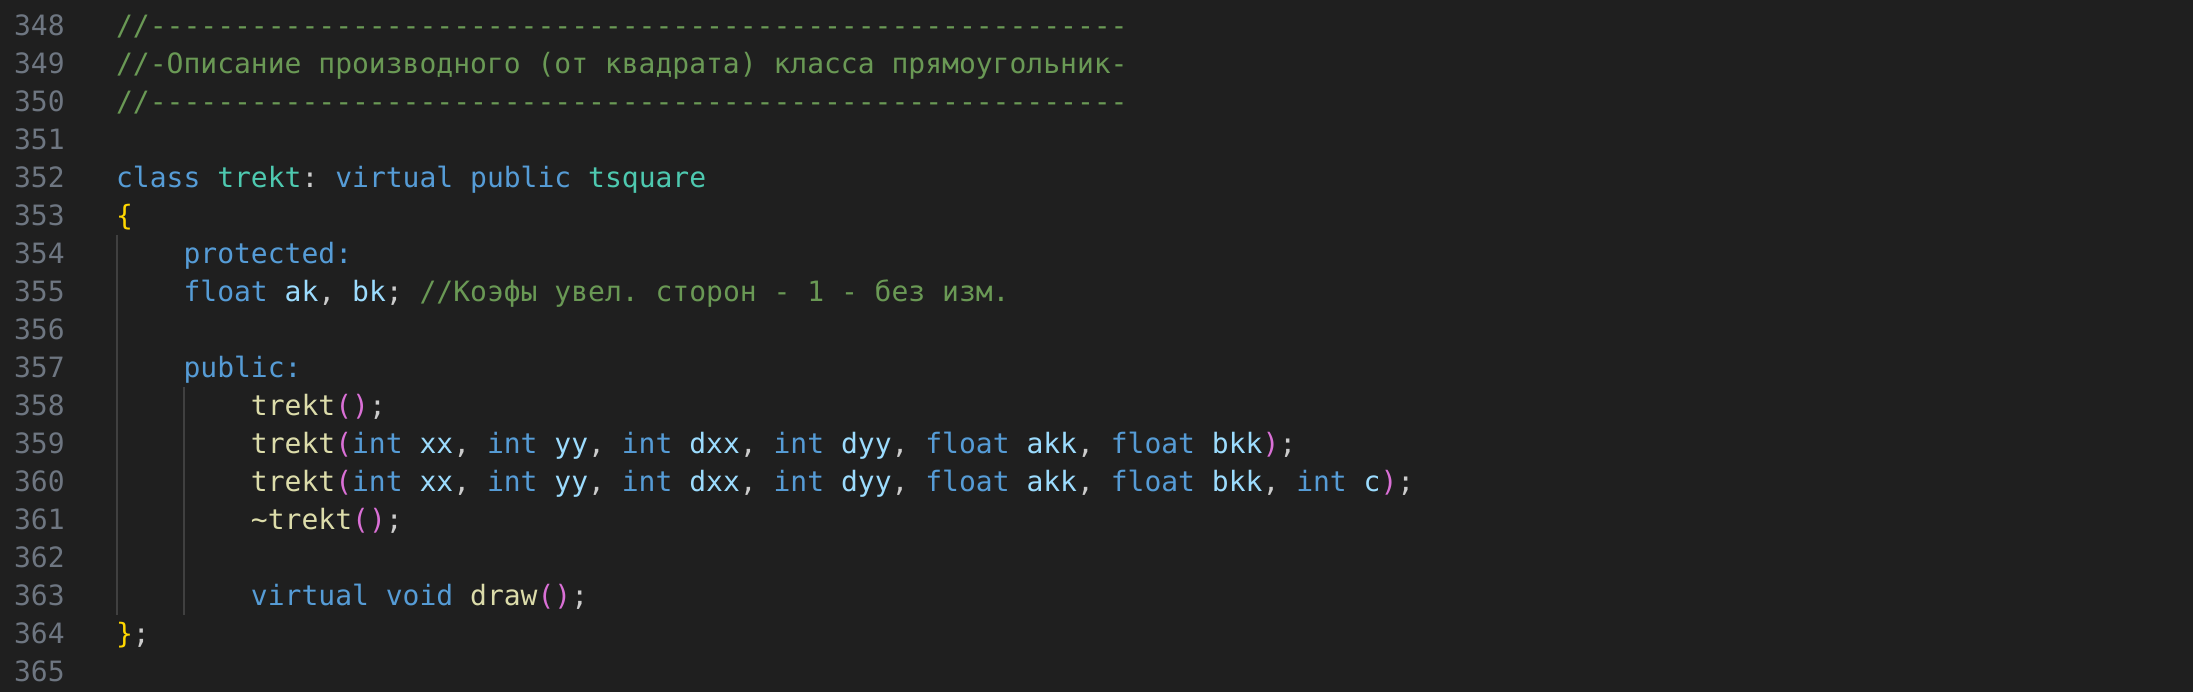 348 //----------------------------------------------------------
349 //-Описание производного (от квадрата) класса прямоугольник-
350 //----------------------------------------------------------
351
352 class trekt: virtual public tsquare
353 {
354 protected:
355 float ak, bk; //Коэфы увел. сторон - 1 - без изм.
356
357 public:
358 trekt();
359 trekt(int xx, int yy, int dxx, int dyy, float akk, float bkk);
360 trekt(int xx, int yy, int dxx, int dyy, float akk, float bkk, int c);
361 ~trekt();
362
363 virtual void draw();
364 };
365